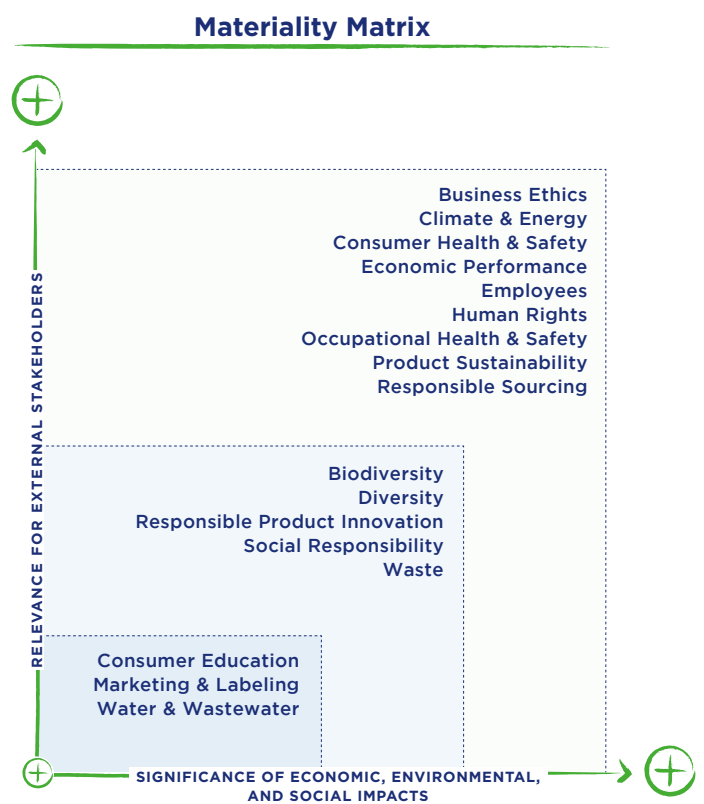 Materiality Matrix
Business Ethics
Climate & Energy
Consumer Health & Safety
Economic Performance
Employees
Human Rights
Occupational Health & Safety
Product Sustainability
Responsible Sourcing
RELEVANCE FOR EXTERNAL STAKEHOLDERS
Biodiversity
Diversity
Responsible Product Innovation
Social Responsibility
Waste
Consumer Education
Marketing & Labeling
Water & Wastewater
SIGNIFICANCE OF ECONOMIC, ENVIRONMENTAL,
AND SOCIAL IMPACTS